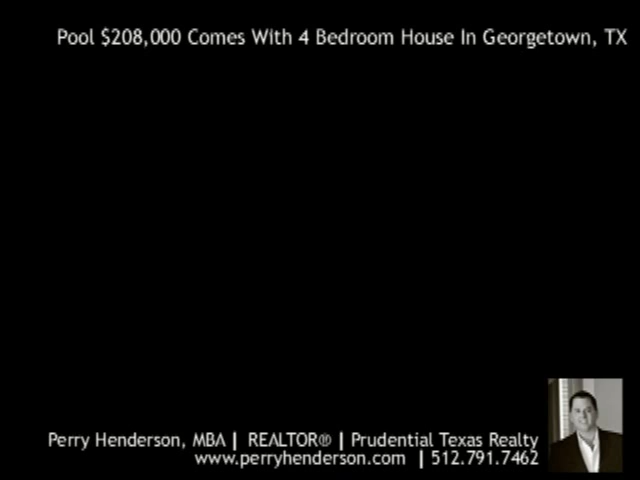 Pool $208,000 Comes With 4 Bedroom House In Georgetown, TX
Perry Henderson, MBA | REALTOR® | Prudential Texas Realty
www.perryhenderson.com | 512.791.7462